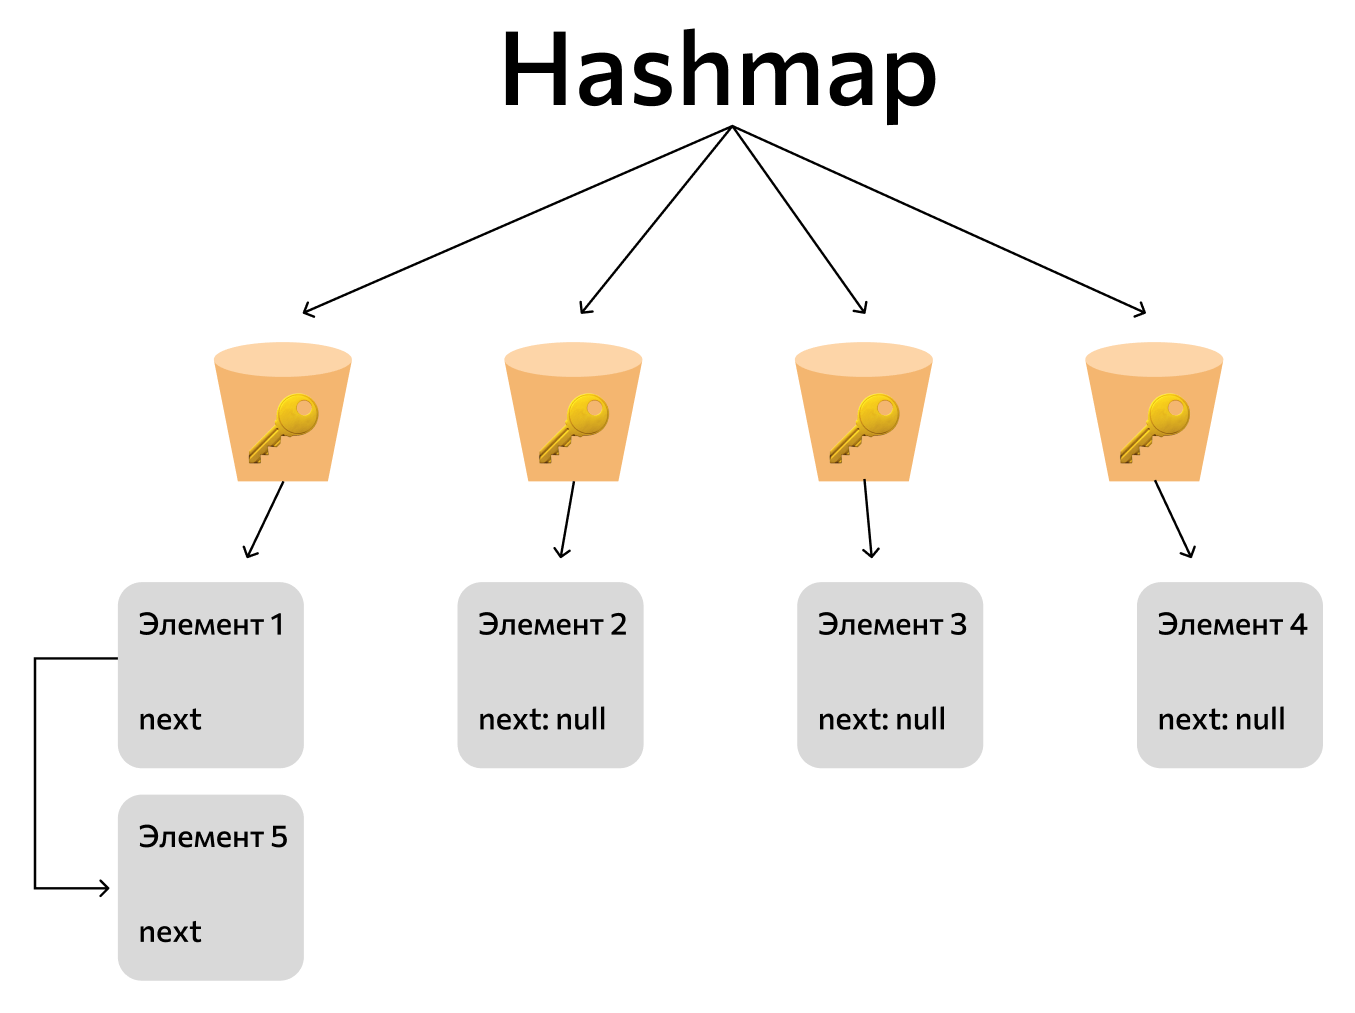 Hashmap
Элемент 1
next
Элемент 2
next: null
Элемент 3
next: null
Элемент 4
next: null
Элемент 5
next